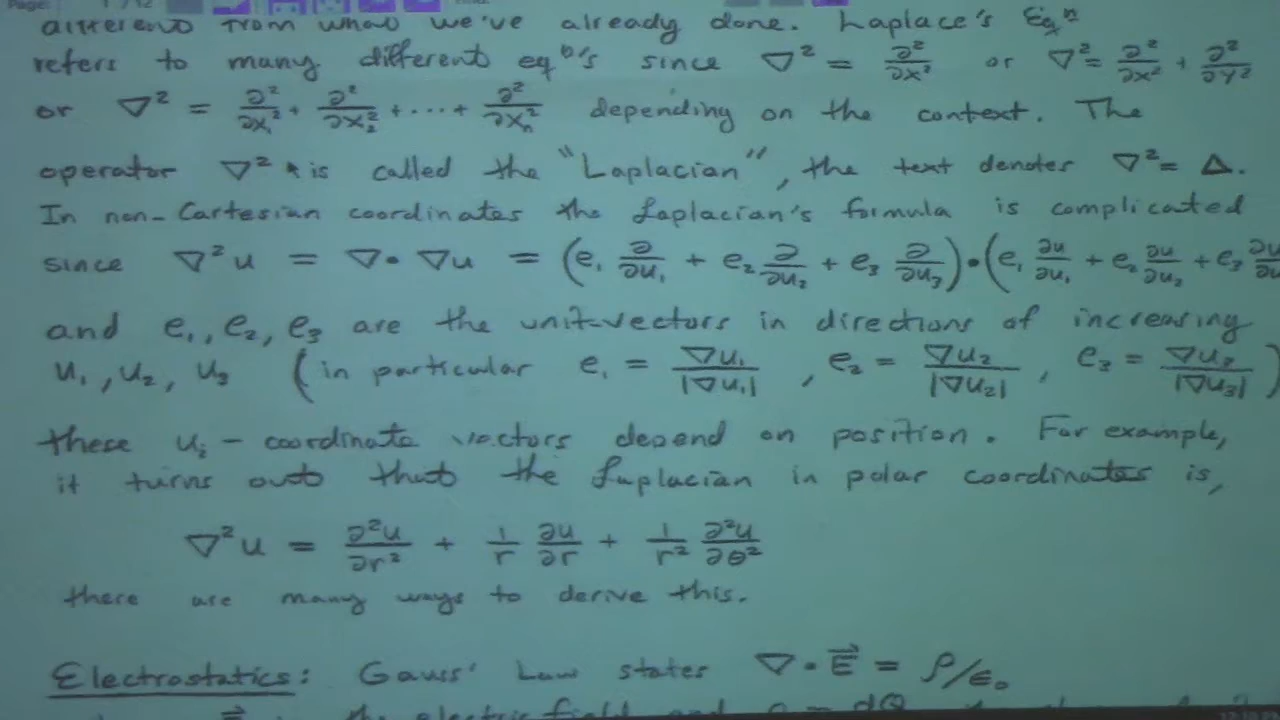 Page: 1 / 12
different from what we've already done. Laplace's Eqⁿ
refers to many different eqⁿ's since ∇² = ∂²/∂x² or ∇² = ∂²/∂x² + ∂²/∂y²
or ∇² = ∂²/∂x₁² + ∂²/∂x₂² + ··· + ∂²/∂xₙ² depending on the context. The
operator ∇² is called the "Laplacian", the text denotes ∇² = Δ.
In non-Cartesian coordinates the Laplacian's formula is complicated
since ∇²u = ∇•∇u = (e₁ ∂/∂u₁ + e₂ ∂/∂u₂ + e₃ ∂/∂u₃)•(e₁ ∂u/∂u₁ + e₂ ∂u/∂u₂ + e₃
and e₁, e₂, e₃ are the unit-vectors in directions of increasing
u₁, u₂, u₃ (in particular e₁ = ∇u₁/|∇u₁|, e₂ = ∇u₂/|∇u₂|, e₃ = ∇u₃/|∇u₃|)
these uᵢ-coordinate vectors depend on position. For example,
it turns out that the Laplacian in polar coordinates is,
∇²u = ∂²u/∂r² + 1/r ∂u/∂r + 1/r² ∂²u/∂θ²
there are many ways to derive this.
Electrostatics: Gauss' Law states ∇•E⃗ = ρ/ε₀
the electric field and